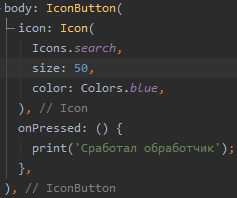 body: IconButton(
icon: Icon(
Icons.search,
size: 50,
color: Colors.blue,
), // Icon
onPressed: () {
print('Сработал обработчик');
},
), // IconButton